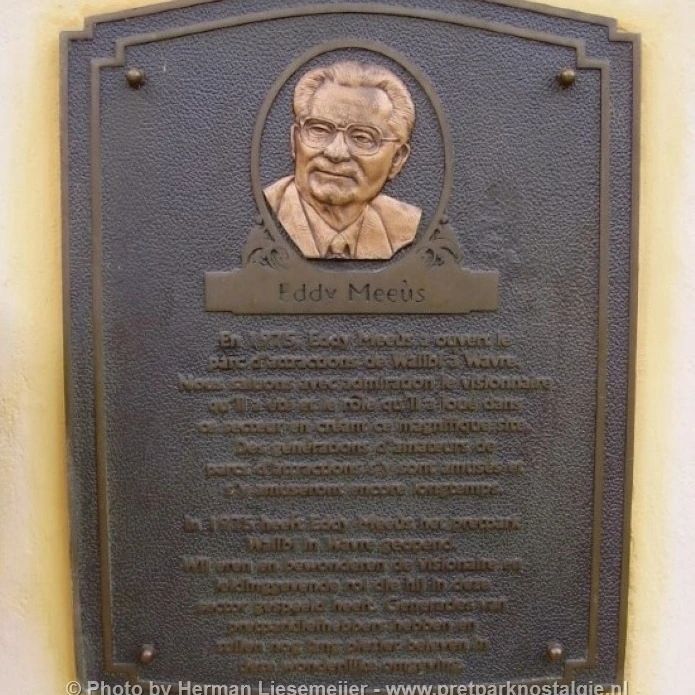 Eddy Meeùs
En 1975, Eddy Meeùs a ouvert le
parc d'attractions de Walibi à Wavre.
Nous saluons avec admiration le visionnaire
qu'il a été et le rôle qu'il a joué dans
ce secteur en créant ce magnifique site.
Des générations d'amateurs de
parcs d'attractions s'y sont amusés et
s'y amuseront encore longtemps.
In 1975 heeft Eddy Meeùs het pretpark
Walibi in Wavre geopend.
Wij eren en bewonderen de visionaire en
leidinggevende rol die hij in deze
sector gespeeld heeft. Generaties van
pretparkliefhebbers hebben en
zullen nog lang plezier beleven in
deze wonderlijke omgeving.
© Photo by Herman Liesemeijer - www.pretparknostalgie.nl